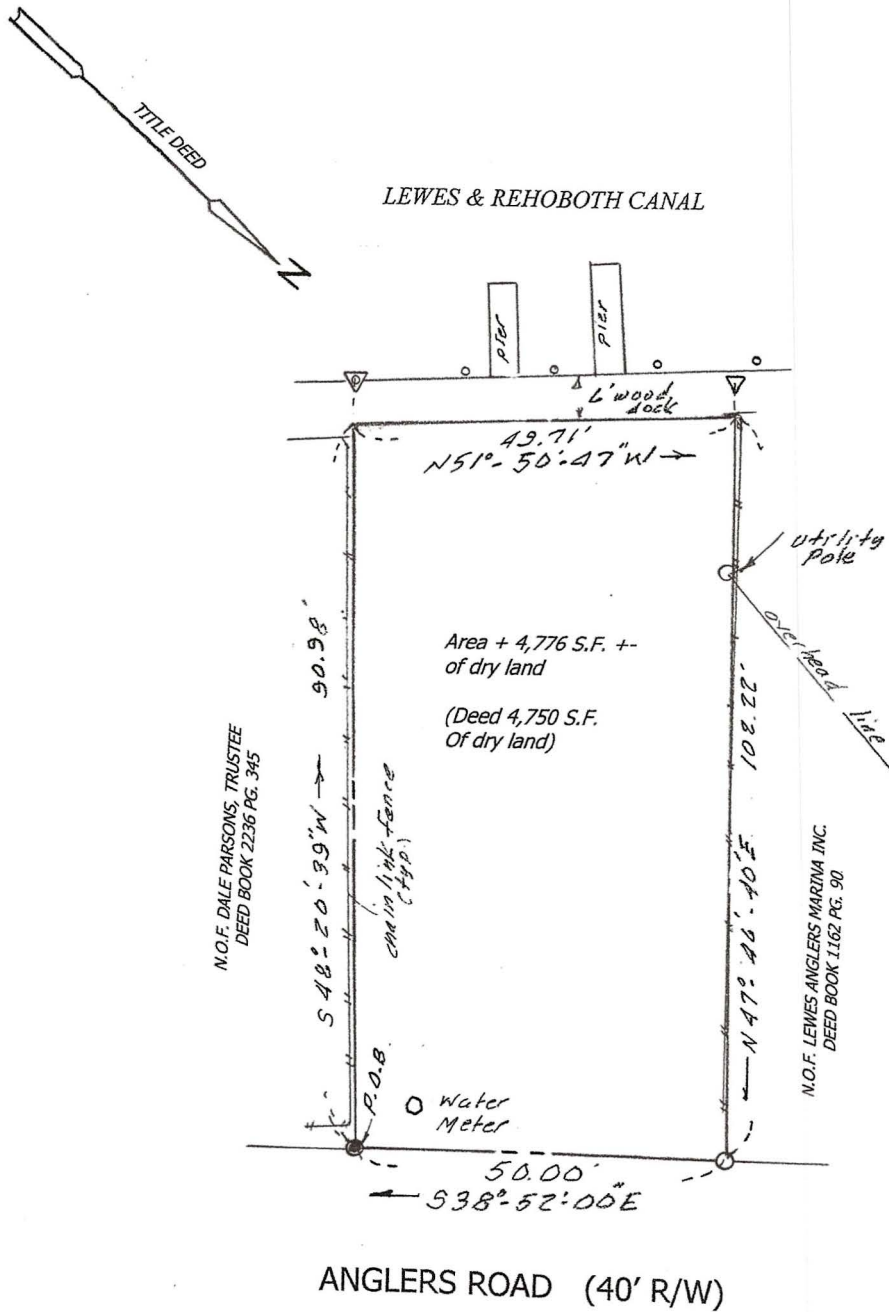 TITLE DEED
N
LEWES & REHOBOTH CANAL
pier
pier
6' wood
dock
49.71'
N51°-50'-47"W →
utility
Pole
overhead line
90.98'
S48°-20'-39"W →
Area + 4,776 S.F. +-
of dry land
(Deed 4,750 S.F.
Of dry land)
102.22'
← N47°-46'-40"E
chain link fence
(typ.)
N.O.F. DALE PARSONS, TRUSTEE
DEED BOOK 2236 PG. 345
N.O.F. LEWES ANGLERS MARINA INC.
DEED BOOK 1162 PG. 90
P.O.B.
Water
Meter
50.00'
← S38°-52'-00"E
ANGLERS ROAD (40' R/W)